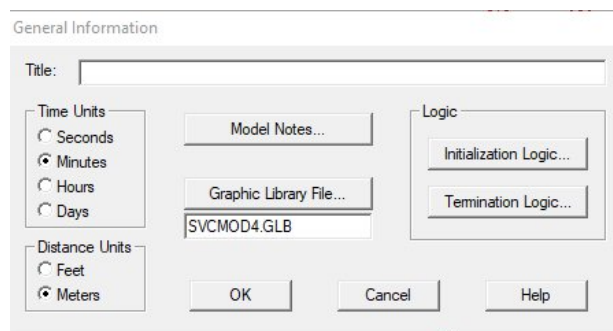 General Information
Title:
Time Units
Seconds
Minutes
Hours
Days
Distance Units
Feet
Meters
Model Notes...
Graphic Library File...
SVCMOD4.GLB
Logic
Initialization Logic...
Termination Logic...
OK
Cancel
Help